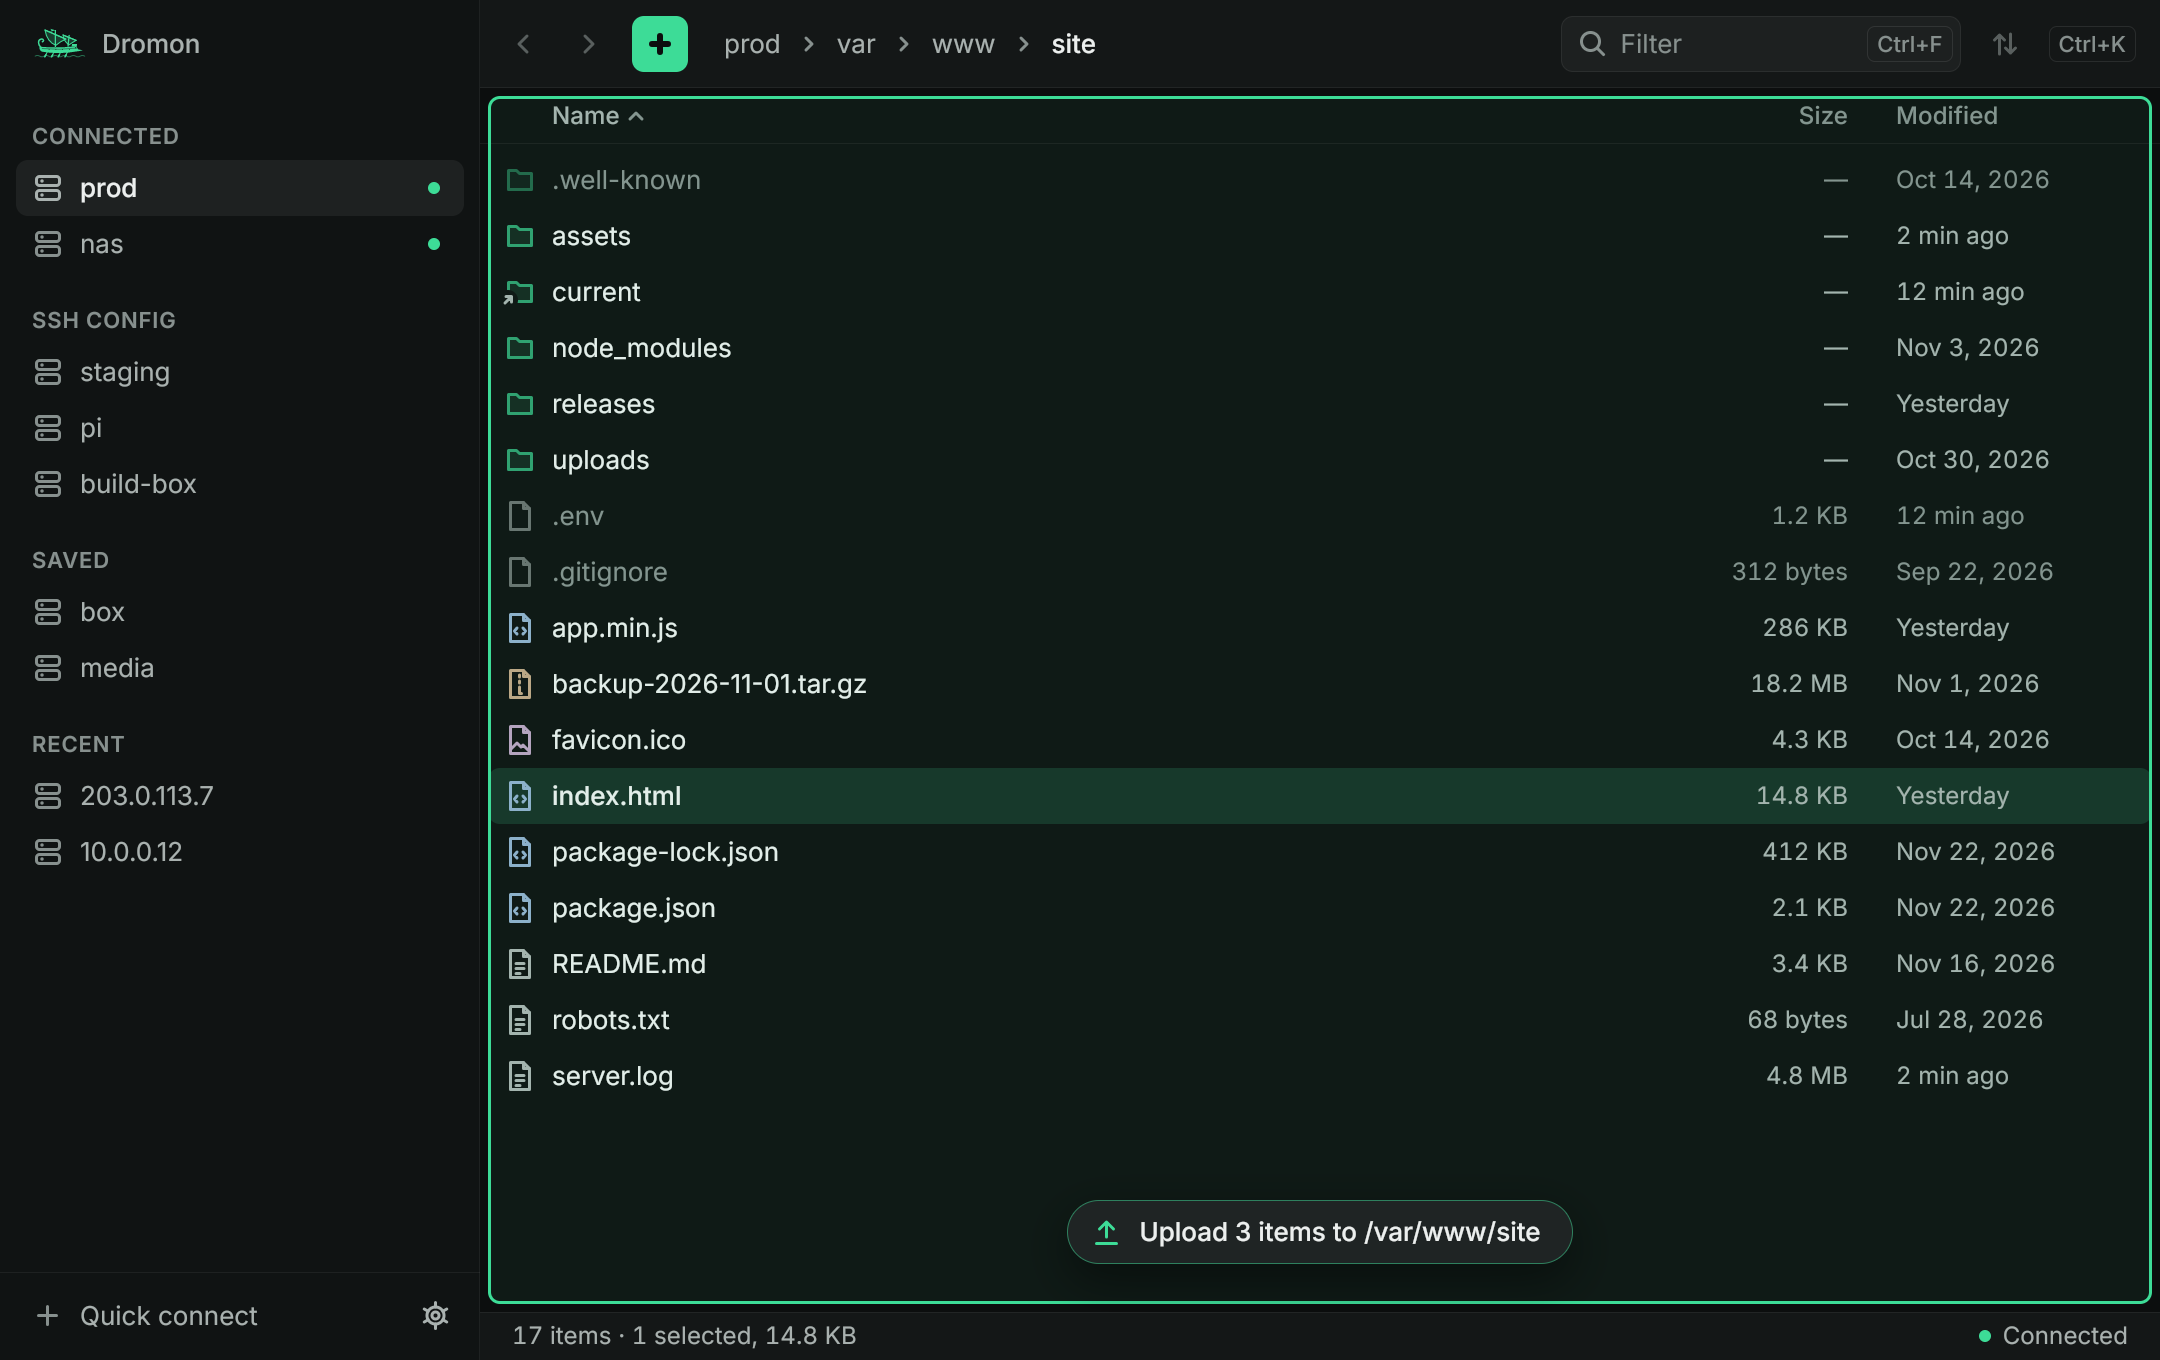 Dromon
CONNECTED
prod
nas
SSH CONFIG
staging
pi
build-box
SAVED
box
media
RECENT
203.0.113.7
10.0.0.12
Quick connect
prod var www site
Filter Ctrl+F Ctrl+K
Name Size Modified
.well-known — Oct 14, 2026
assets — 2 min ago
current — 12 min ago
node_modules — Nov 3, 2026
releases — Yesterday
uploads — Oct 30, 2026
.env 1.2 KB 12 min ago
.gitignore 312 bytes Sep 22, 2026
app.min.js 286 KB Yesterday
backup-2026-11-01.tar.gz 18.2 MB Nov 1, 2026
favicon.ico 4.3 KB Oct 14, 2026
index.html 14.8 KB Yesterday
package-lock.json 412 KB Nov 22, 2026
package.json 2.1 KB Nov 22, 2026
README.md 3.4 KB Nov 16, 2026
robots.txt 68 bytes Jul 28, 2026
server.log 4.8 MB 2 min ago
Upload 3 items to /var/www/site
17 items · 1 selected, 14.8 KB
Connected